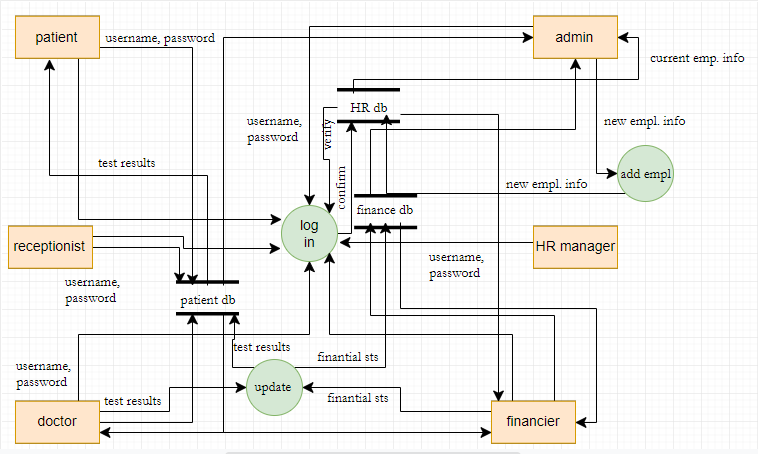 patient
username, password
admin
current emp. info
HR db
username,
password
verify
new empl. info
test results
confirm
add empl
new empl. info
finance db
log
in
receptionist
HR manager
username,
password
username,
password
patient db
test results
finantial sts
username,
password
update
test results
finantial sts
doctor
financier